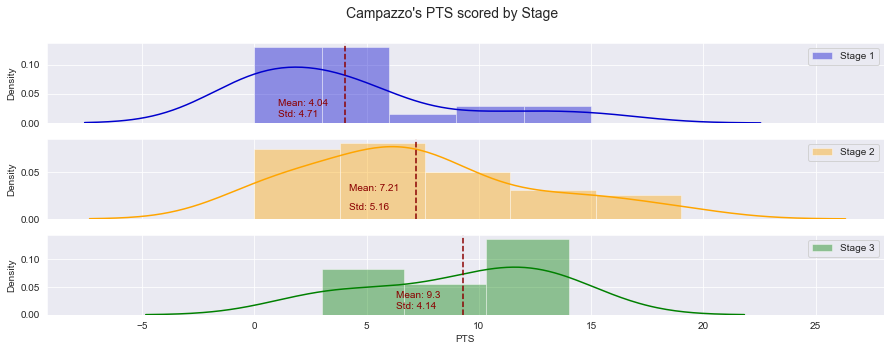 Campazzo's PTS scored by Stage
Density
0.10
0.05
0.00
Mean: 4.04
Std: 4.71
Stage 1
Density
0.05
0.00
Mean: 7.21
Std: 5.16
Stage 2
Density
0.10
0.05
0.00
Mean: 9.3
Std: 4.14
Stage 3
−5 0 5 10 15 20 25
PTS